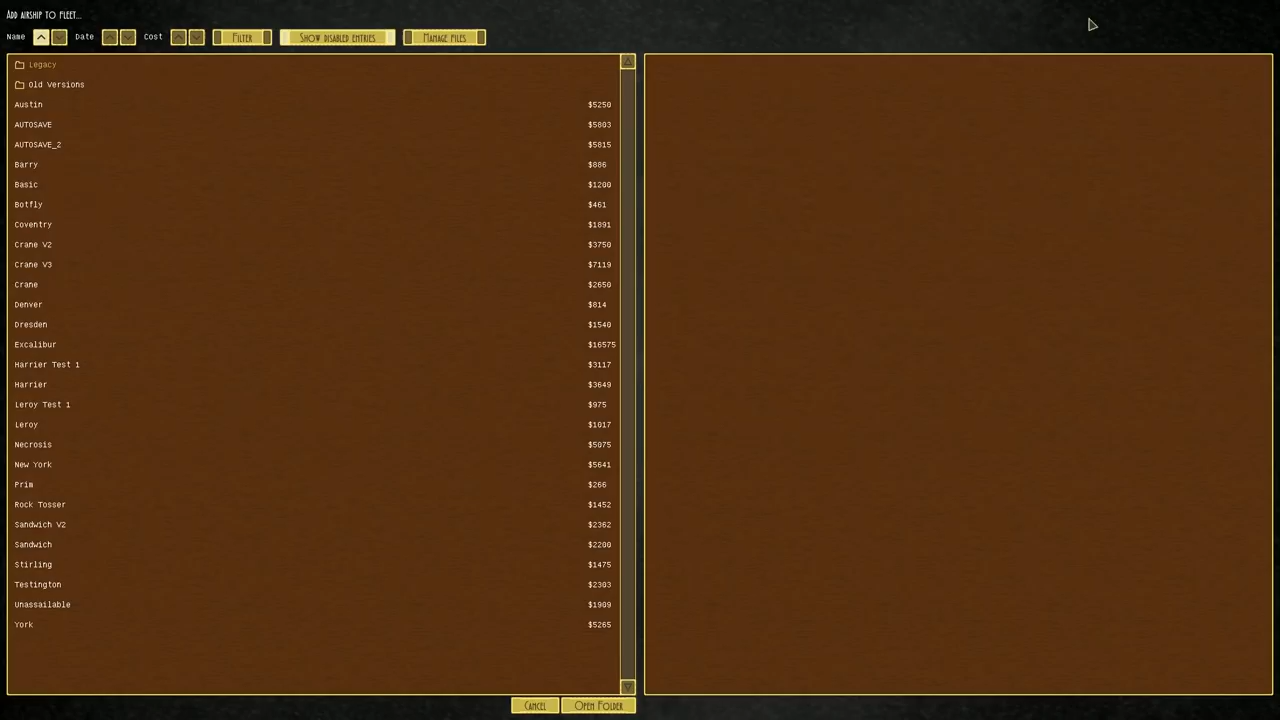 Add airship to fleet...
Name Date Cost Filter Show disabled entries Manage files
Legacy
Old Versions
Austin $5250
AUTOSAVE $5803
AUTOSAVE_2 $5815
Barry $886
Basic $1200
Botfly $461
Coventry $1891
Crane V2 $3750
Crane V3 $7119
Crane $2650
Denver $814
Dresden $1540
Excalibur $16575
Harrier Test 1 $3117
Harrier $3649
Leroy Test 1 $975
Leroy $1017
Necrosis $5075
New York $5641
Prim $266
Rock Tosser $1452
Sandwich V2 $2362
Sandwich $2200
Stirling $1475
Testington $2303
Unassailable $1909
York $5265
Cancel Open Folder